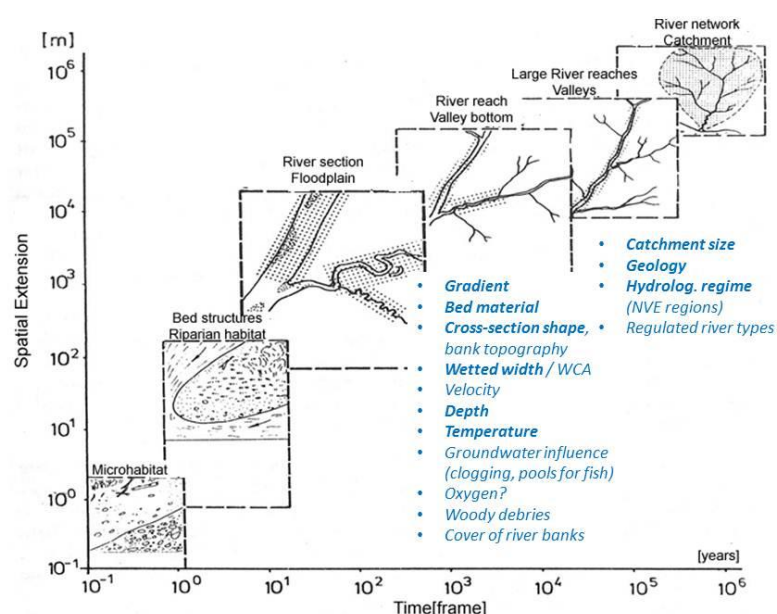 River network
Catchment
[m]
10^6
Large River reaches
Valleys
River reach
Valley bottom
10^5
River section
Floodplain
10^4
• Catchment size
• Geology
• Hydrolog. regime
(NVE regions)
• Regulated river types
• Gradient
• Bed material
• Cross-section shape,
bank topography
• Wetted width / WCA
• Velocity
• Depth
• Temperature
• Groundwater influence
(clogging, pools for fish)
• Oxygen?
• Woody debries
• Cover of river banks
10^3
Bed structures
Riparian habitat
10^2
Spatial Extension
10^1
Microhabitat
10^0
10^-1
[years]
10^-1 10^0 10^1 10^2 10^3 10^4 10^5 10^6
Time[frame]